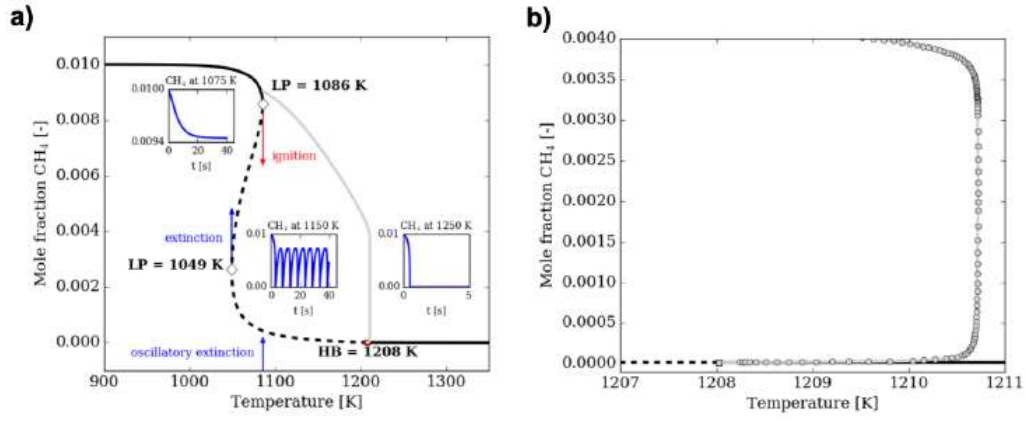 a)
Mole fraction CH₄ [-]
0.010
0.008
0.006
0.004
0.002
0.000
CH₄ at 1075 K
0.0100
0.0094
0 20 40
t [s]
LP = 1086 K
ignition
extinction
LP = 1049 K
CH₄ at 1150 K
0.01
0.00
0 10 20 30 40
t [s]
CH₄ at 1250 K
0.01
0.00
0 5
t [s]
oscillatory extinction
HB = 1208 K
900 1000 1100 1200 1300
Temperature [K]
b)
Mole fraction CH₄ [-]
0.0040
0.0035
0.0030
0.0025
0.0020
0.0015
0.0010
0.0005
0.0000
1207 1208 1209 1210 1211
Temperature [K]